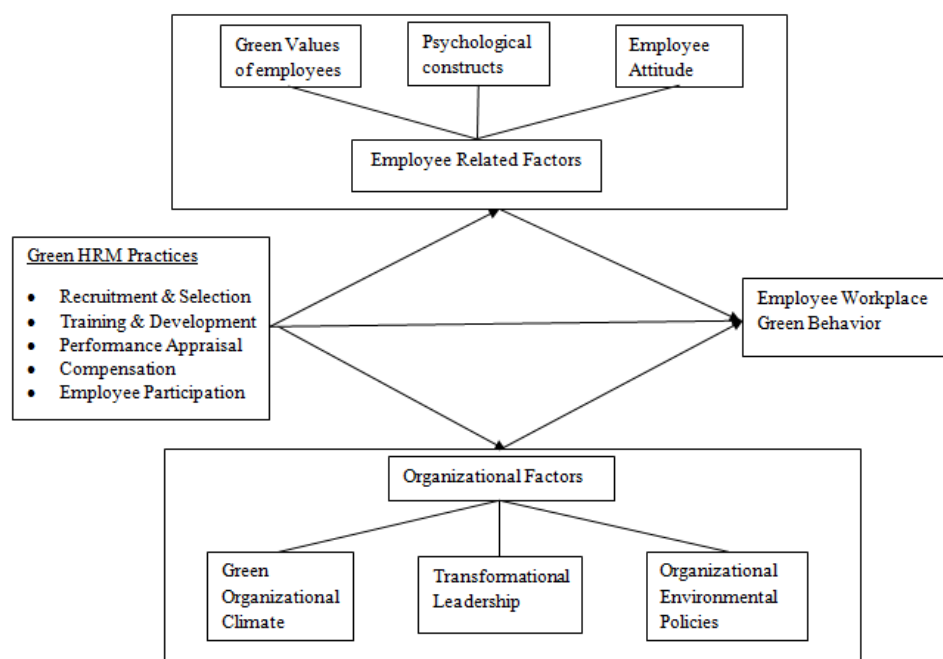 Green Values
of employees
Psychological
constructs
Employee
Attitude
Employee Related Factors
Green HRM Practices
• Recruitment & Selection
• Training & Development
• Performance Appraisal
• Compensation
• Employee Participation
Employee Workplace
Green Behavior
Organizational Factors
Green
Organizational
Climate
Transformational
Leadership
Organizational
Environmental
Policies